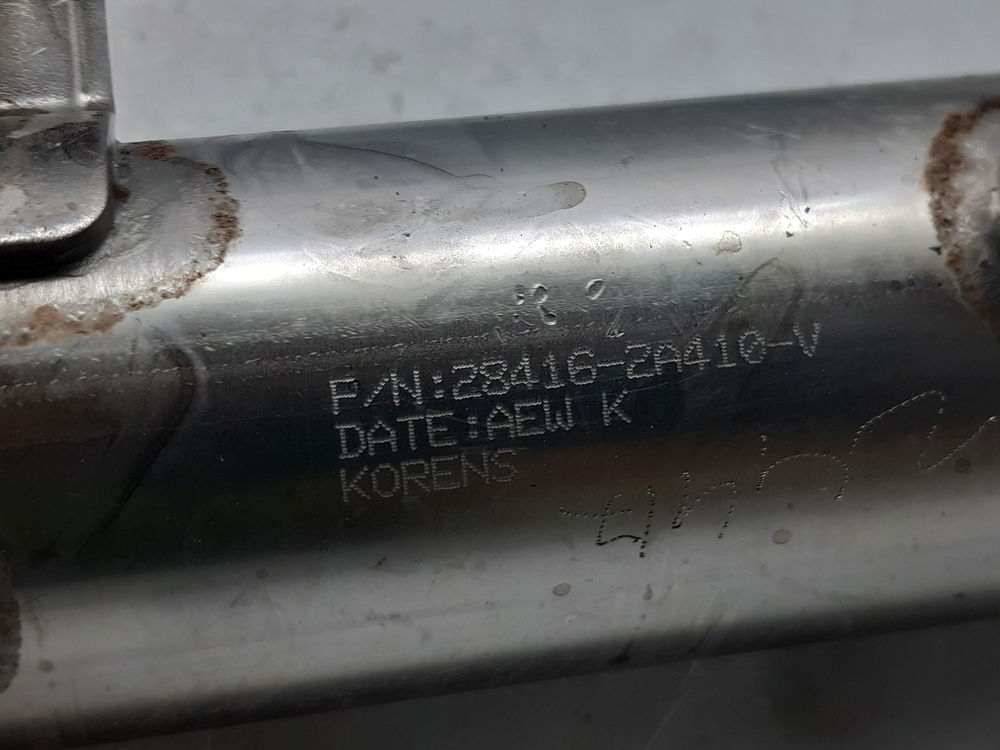 P/N:28416-2A410-V
DATE:AEW K
KORENS